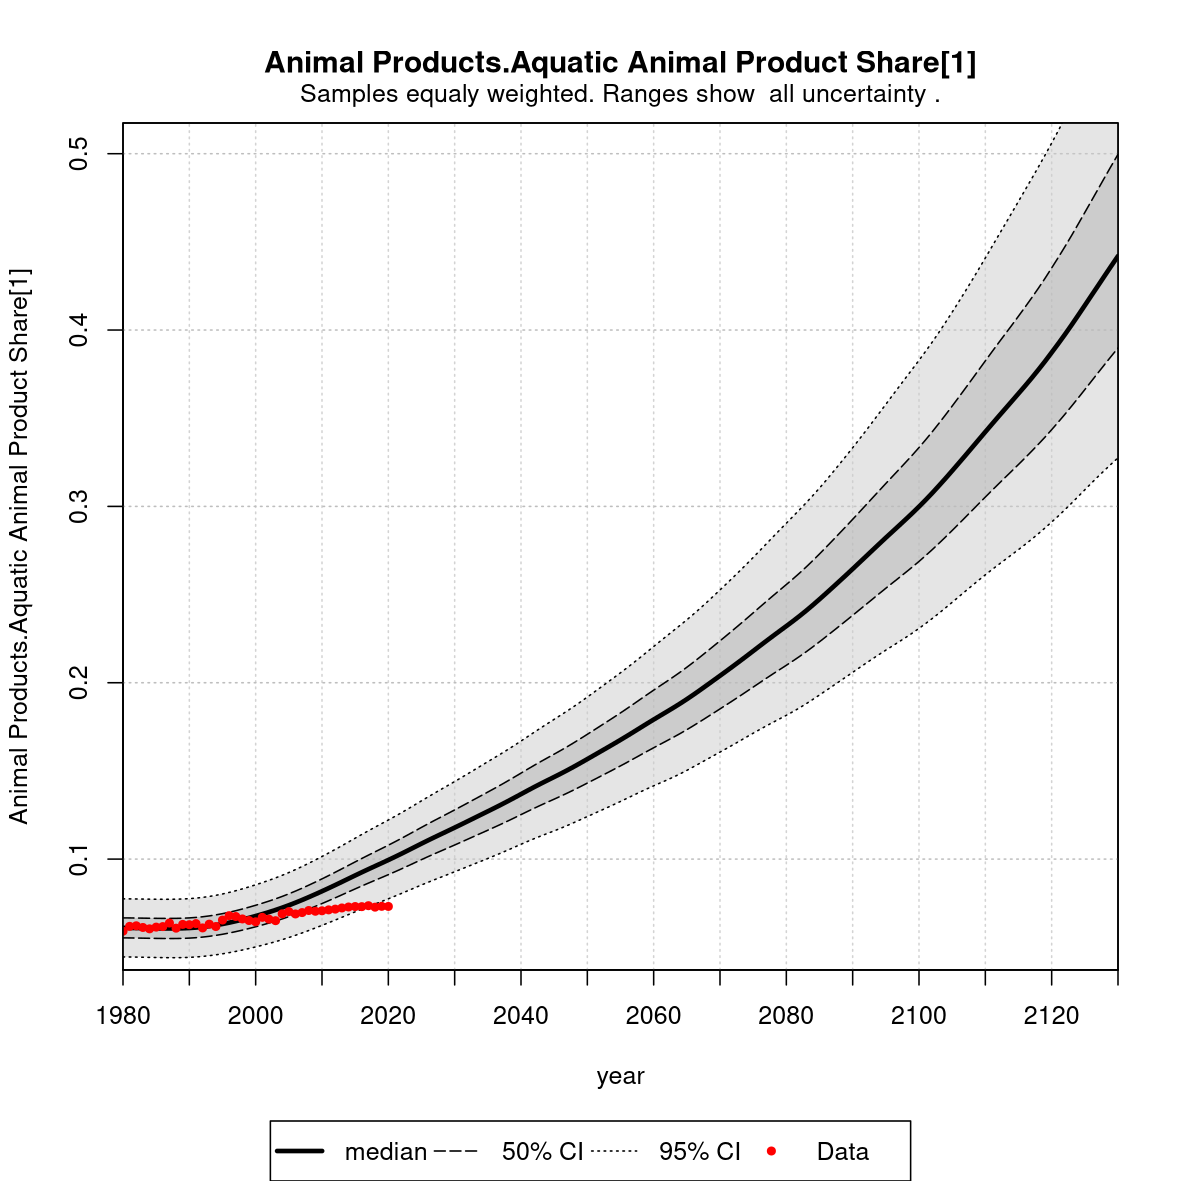 Animal Products.Aquatic Animal Product Share[1]
Samples equaly weighted. Ranges show  all uncertainty .
Animal Products.Aquatic Animal Product Share[1]
0.5
0.4
0.3
0.2
0.1
1980 2000 2020 2040 2060 2080 2100 2120
year
median 50% CI 95% CI Data